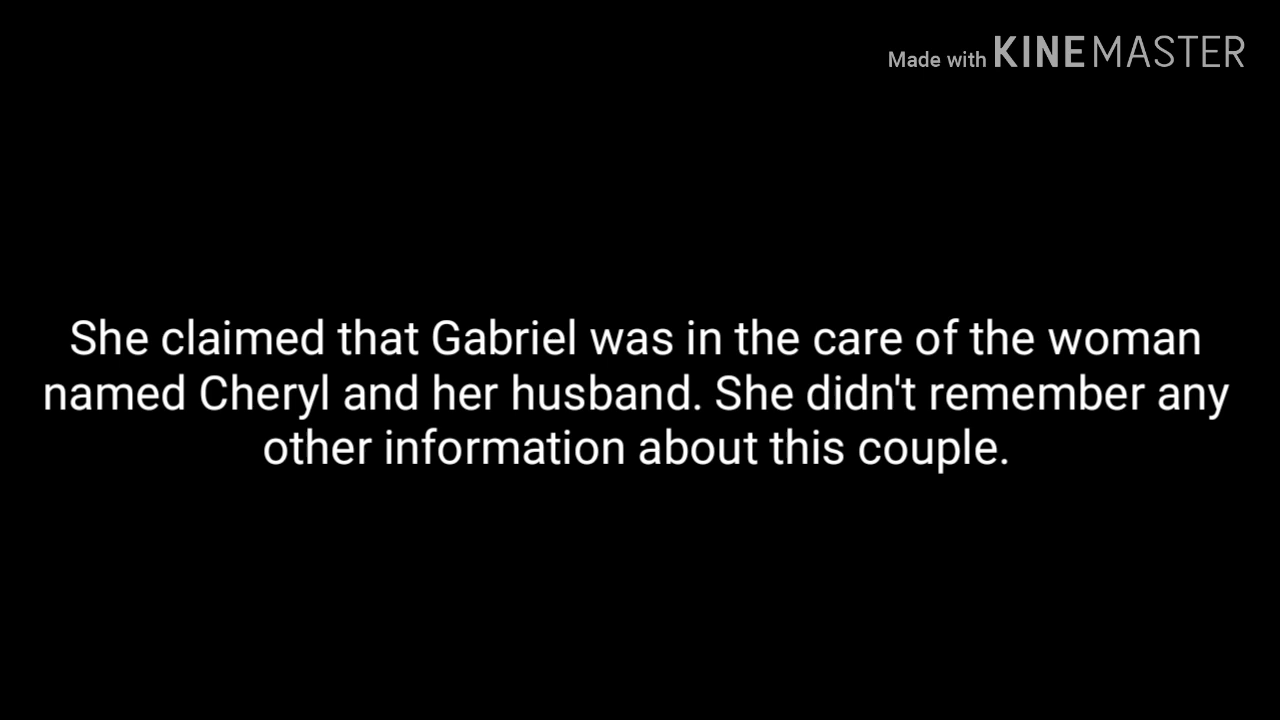 Made with KINEMASTER
She claimed that Gabriel was in the care of the woman
named Cheryl and her husband. She didn't remember any
other information about this couple.